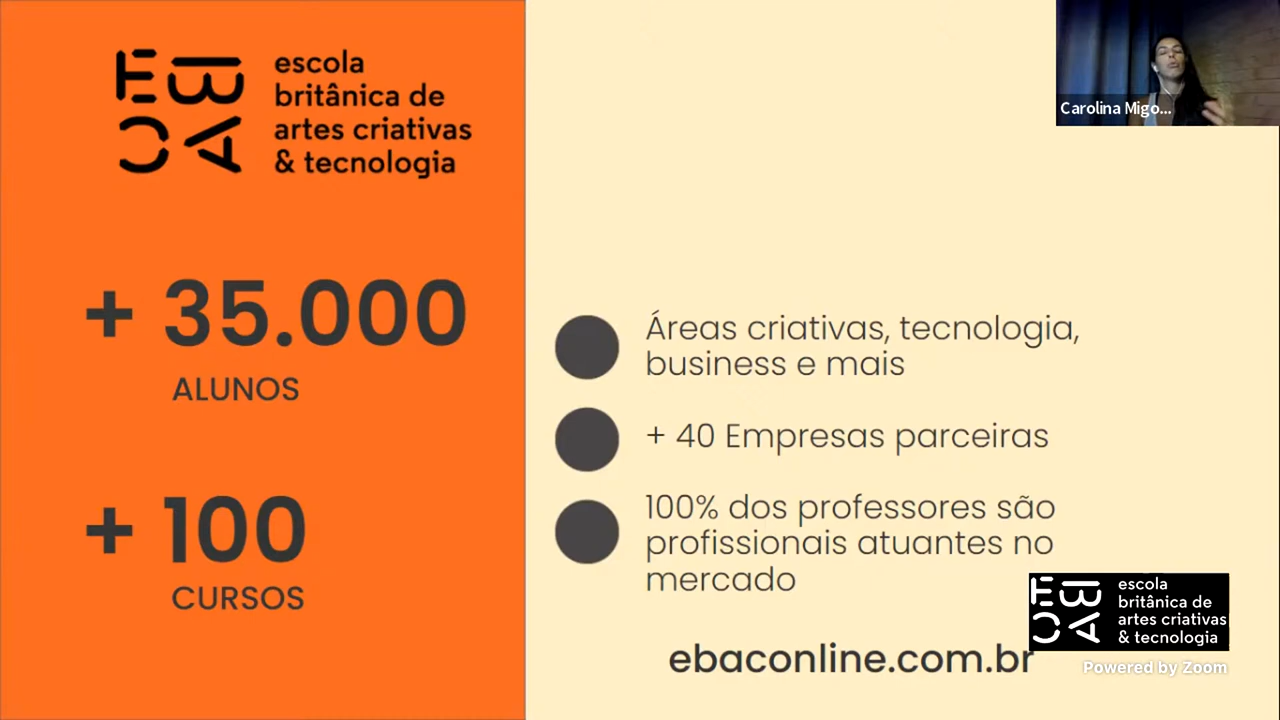 EBAC
escola
britânica de
artes criativas
& tecnologia
+ 35.000
ALUNOS
+ 100
CURSOS
Carolina Migo...
Áreas criativas, tecnologia,
business e mais
+ 40 Empresas parceiras
100% dos professores são
profissionais atuantes no
mercado
ebaconline.com.br
EBAC
escola
britânica de
artes criativas
& tecnologia
Powered by Zoom